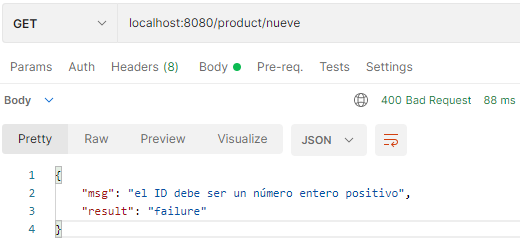 GET localhost:8080/product/nueve
Params Auth Headers (8) Body Pre-req. Tests Settings
Body 400 Bad Request 88 ms
Pretty Raw Preview Visualize JSON
1 {
2 "msg": "el ID debe ser un número entero positivo",
3 "result": "failure"
4 }